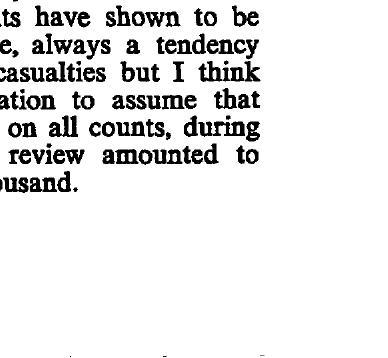 ts have shown to be
e, always a tendency
casualties but I think
ation to assume that
on all counts, during
review amounted to
ousand.